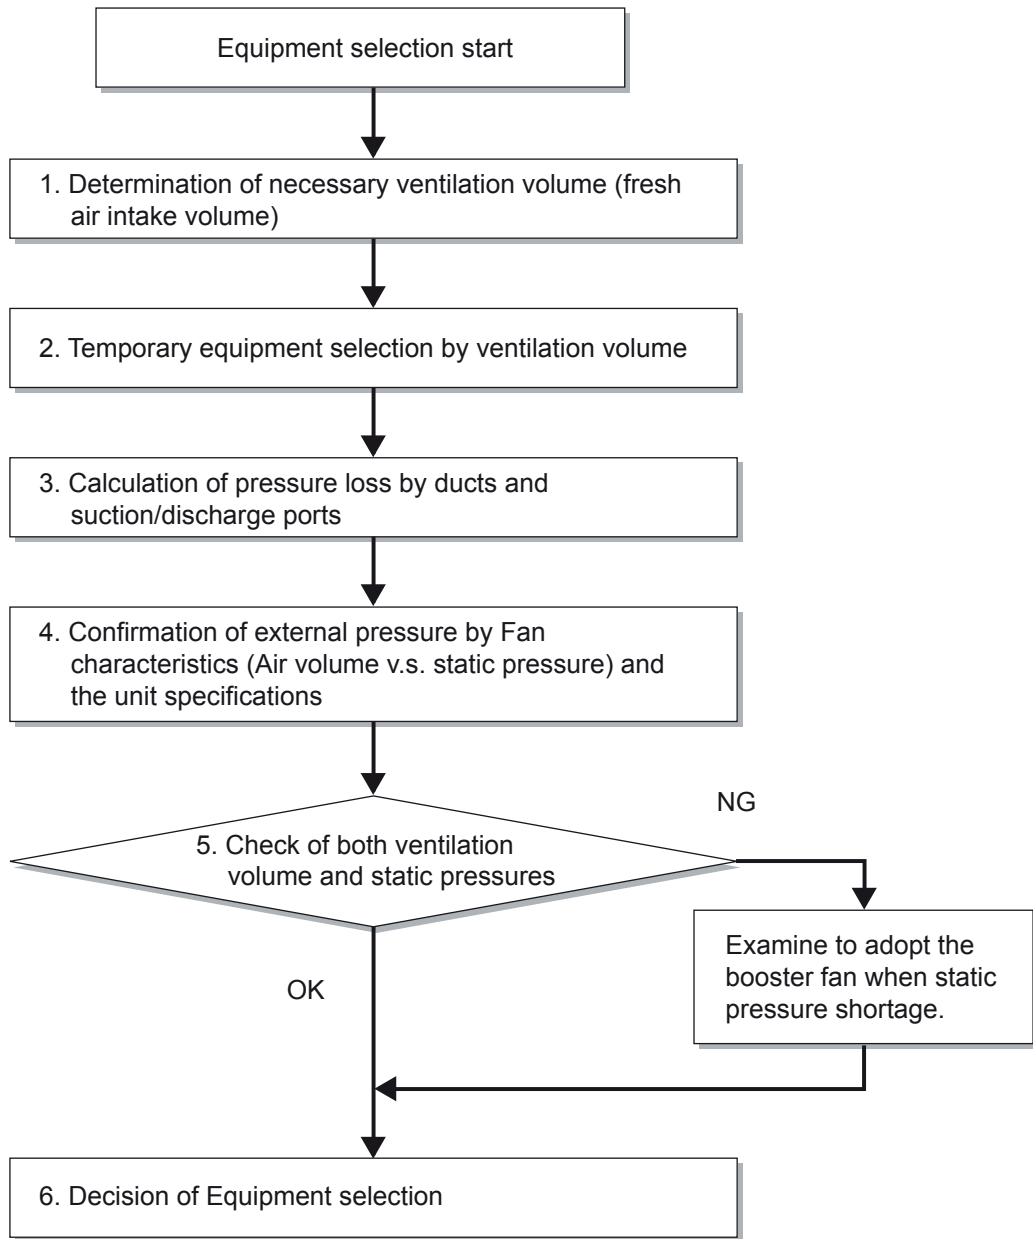 Equipment selection start
1. Determination of necessary ventilation volume (fresh
air intake volume)
2. Temporary equipment selection by ventilation volume
3. Calculation of pressure loss by ducts and
suction/discharge ports
4. Confirmation of external pressure by Fan
characteristics (Air volume v.s. static pressure) and
the unit specifications
5. Check of both ventilation
volume and static pressures
NG
Examine to adopt the
booster fan when static
pressure shortage.
OK
6. Decision of Equipment selection